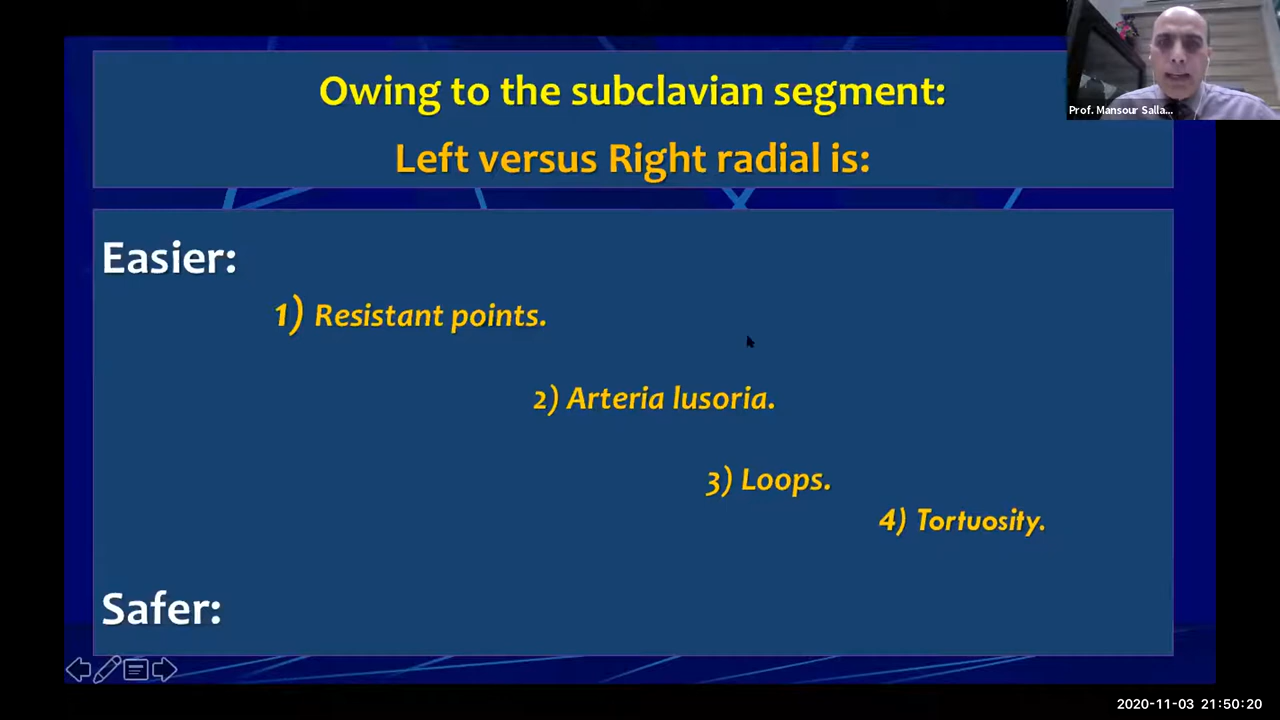 Owing to the subclavian segment:
Left versus Right radial is:
Prof. Mansour Salla...
Easier:
1) Resistant points.
2) Arteria lusoria.
3) Loops.
4) Tortuosity.
Safer:
2020-11-03 21:50:20